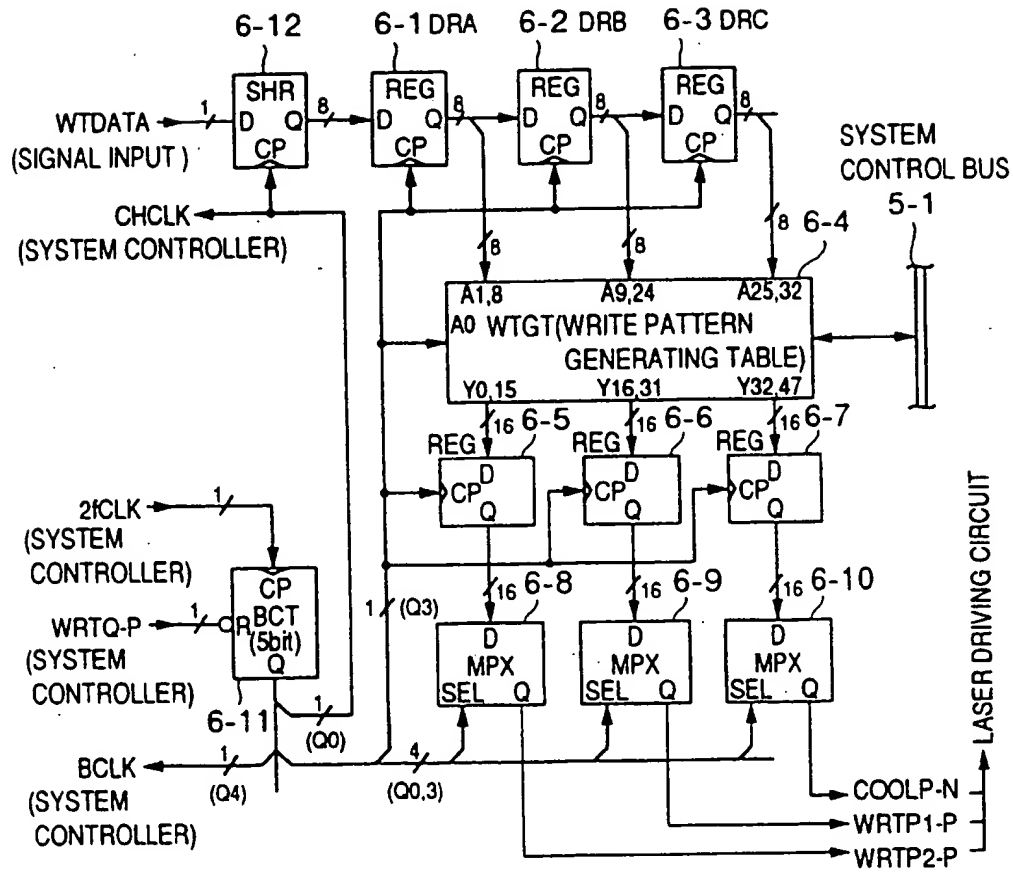 6-12
6-1 DRA
6-2 DRB
6-3 DRC
SHR
REG
REG
REG
WTDATA
(SIGNAL INPUT )
1
D Q
8
D Q
8
D Q
8
D Q
8
CP
CP
CP
CP
SYSTEM
CONTROL BUS
5-1
CHCLK
(SYSTEM CONTROLLER)
8
8
8
6-4
A1,8
A9,24
A25,32
A0 WTGT(WRITE PATTERN
GENERATING TABLE)
Y0,15
Y16,31
Y32,47
16
6-5
16
6-6
16
6-7
REG
REG
REG
D
CP
Q
D
CP
Q
D
CP
Q
2fCLK
(SYSTEM
CONTROLLER)
1
16
6-8
16
6-9
16
6-10
CP
BCT
(5bit)
R
Q
6-11
WRTQ-P
(SYSTEM
CONTROLLER)
1
1
(Q3)
D
MPX
SEL Q
D
MPX
SEL Q
D
MPX
SEL Q
1
(Q0)
BCLK
(SYSTEM
CONTROLLER)
1
(Q4)
4
(Q0,3)
COOLP-N
WRTP1-P
WRTP2-P
LASER DRIVING CIRCUIT